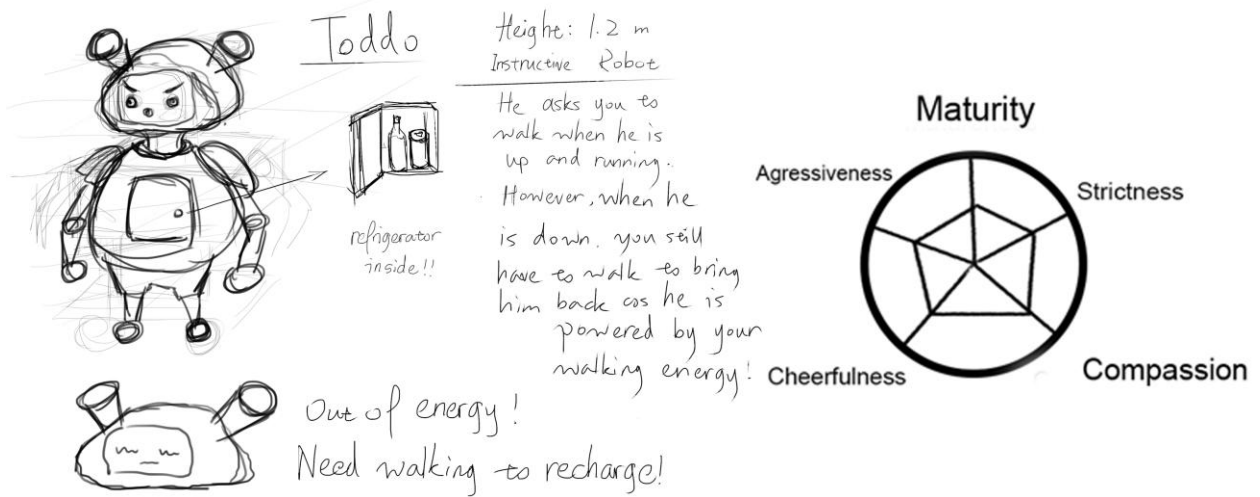 Toddo
Height: 1.2 m
Instructive Robot
He asks you to
walk when he is
up and running.
However, when he
is down, you still
have to walk to bring
him back cos he is
powered by your
walking energy!
refrigerator
inside!!
Out of energy!
Need walking to recharge!
Maturity
Agressiveness
Strictness
Cheerfulness
Compassion